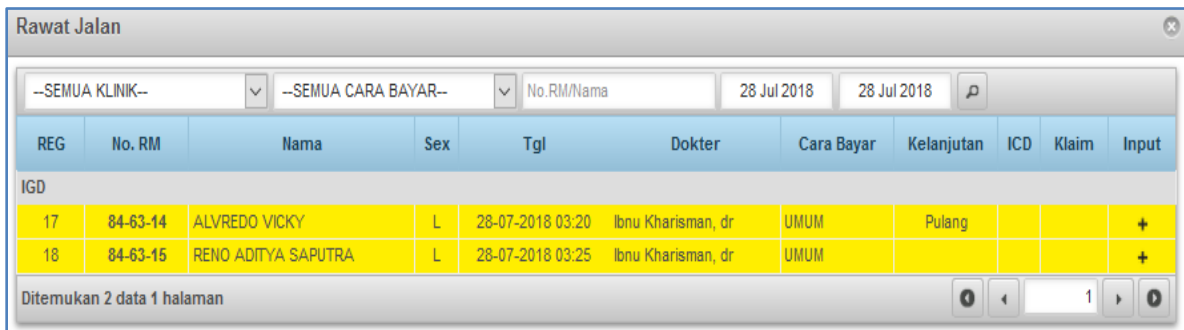 Rawat Jalan
--SEMUA KLINIK-- --SEMUA CARA BAYAR-- No.RM/Nama 28 Jul 2018 28 Jul 2018
REG No. RM Nama Sex Tgl Dokter Cara Bayar Kelanjutan ICD Klaim Input
IGD
17 84-63-14 ALVREDO VICKY L 28-07-2018 03:20 Ibnu Kharisman, dr UMUM Pulang +
18 84-63-15 RENO ADITYA SAPUTRA L 28-07-2018 03:25 Ibnu Kharisman, dr UMUM +
Ditemukan 2 data 1 halaman 1